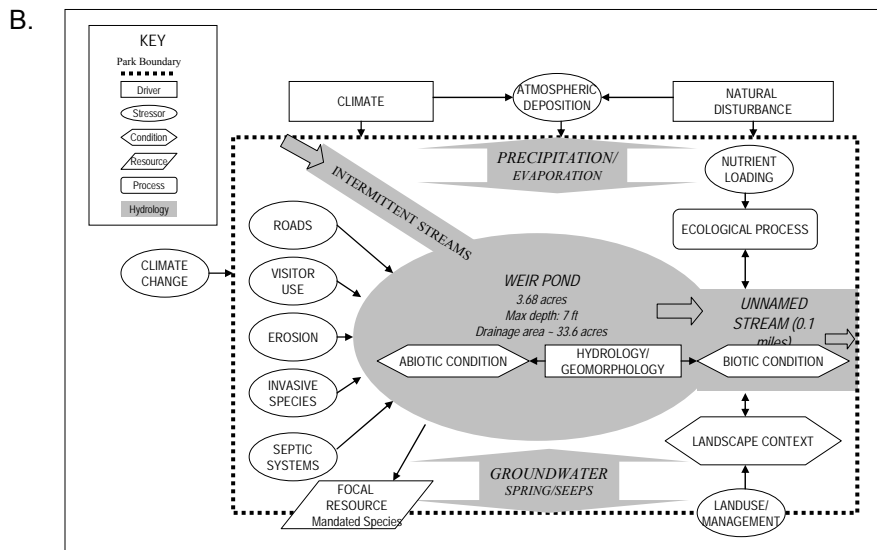 B.
KEY
Park Boundary
Driver
Stressor
Condition
Resource
Process
Hydrology
CLIMATE
ATMOSPHERIC
DEPOSITION
NATURAL
DISTURBANCE
INTERMITTENT STREAMS
PRECIPITATION/
EVAPORATION
NUTRIENT
LOADING
ECOLOGICAL PROCESS
CLIMATE
CHANGE
ROADS
VISITOR
USE
EROSION
INVASIVE
SPECIES
SEPTIC
SYSTEMS
WEIR POND
3.68 acres
Max depth: 7 ft
Drainage area – 33.6 acres
UNNAMED
STREAM (0.1
miles)
ABIOTIC CONDITION
HYDROLOGY/
GEOMORPHOLOGY
BIOTIC CONDITION
LANDSCAPE CONTEXT
FOCAL
RESOURCE
Mandated Species
GROUNDWATER
SPRING/SEEPS
LANDUSE/
MANAGEMENT